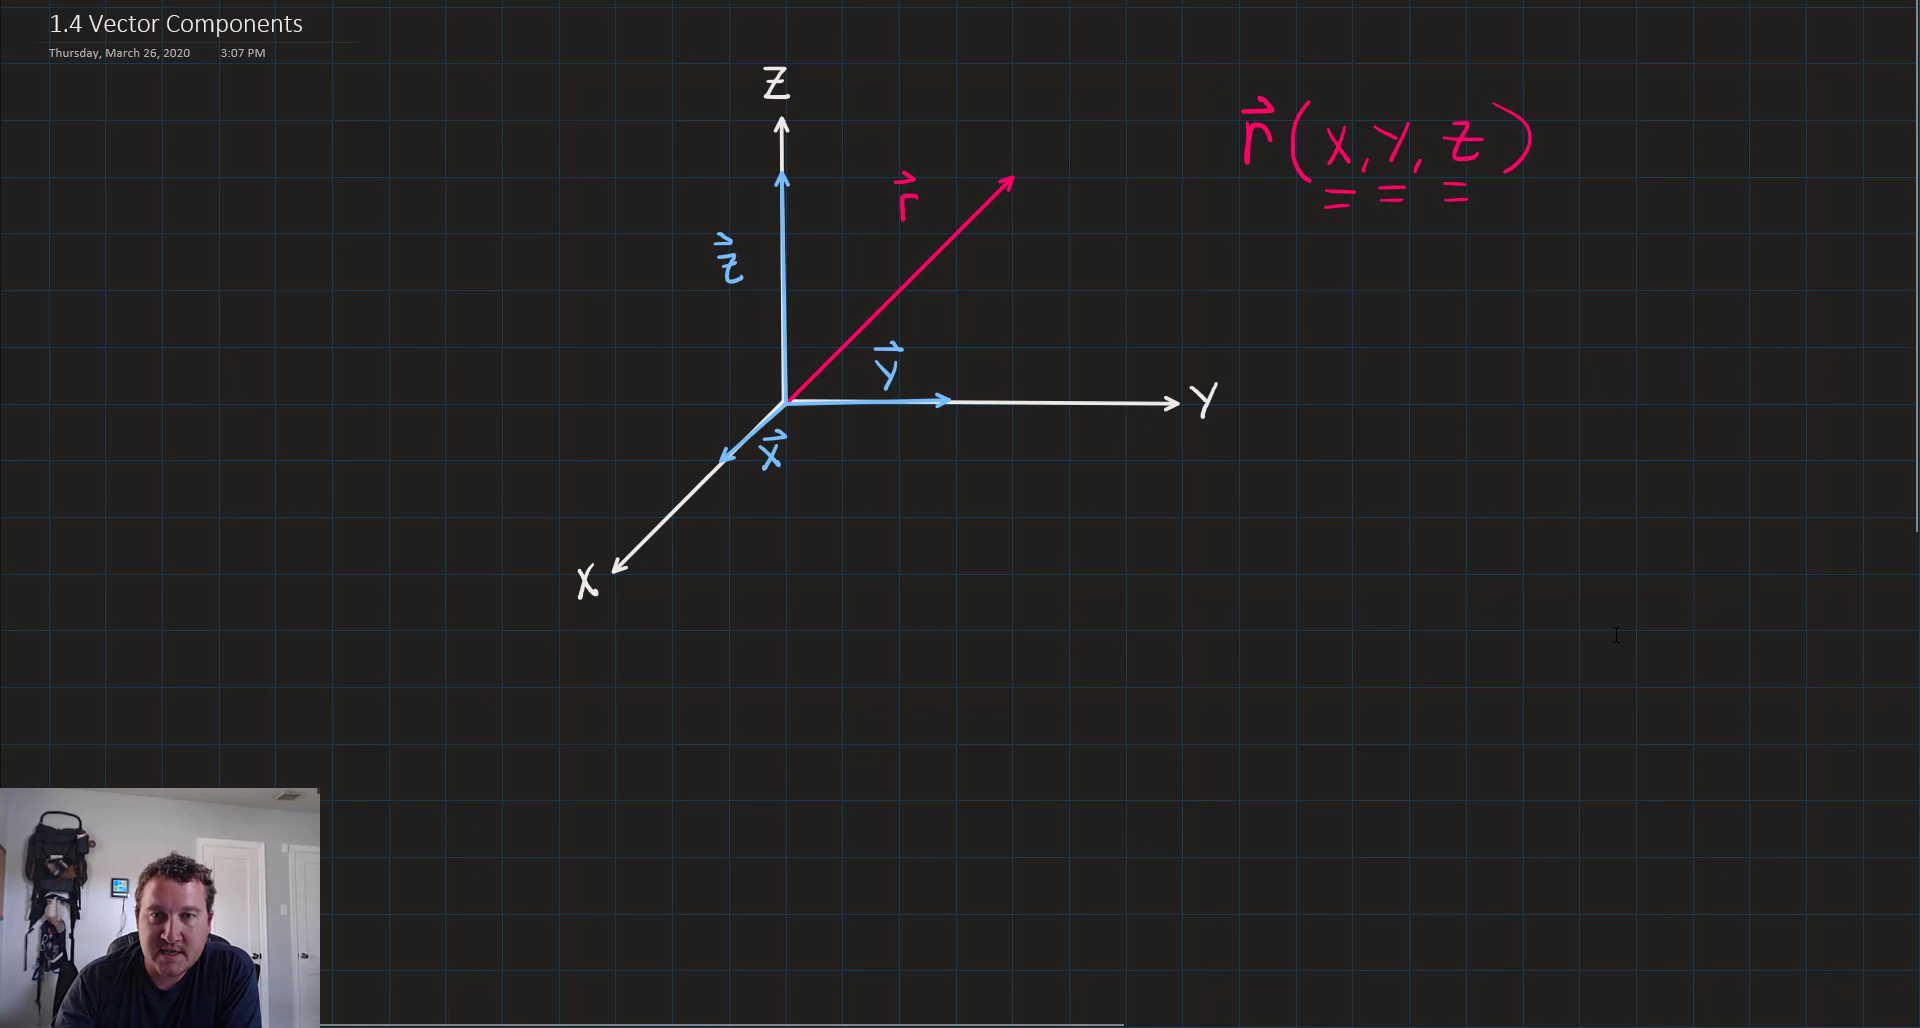 1.4 Vector Components
Thursday, March 26, 2020 3:07 PM
Z
r⃗ (x, y, z)
r⃗
z⃗
y⃗
Y
x⃗
X